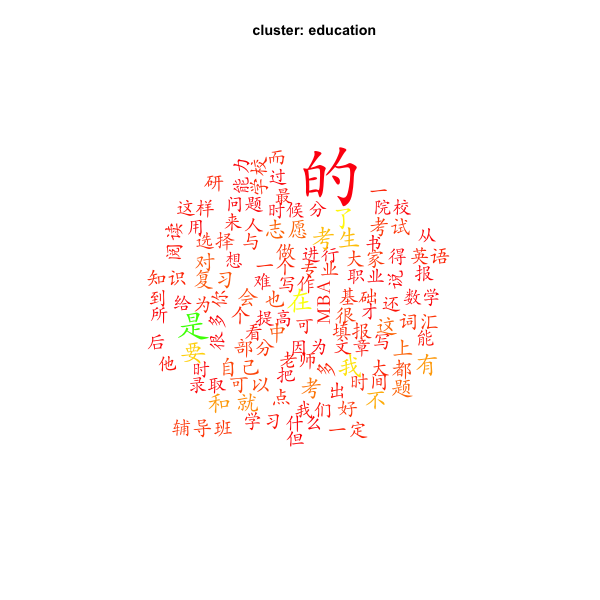 cluster: education
的
而
研
能力
学校
过
最
一
这样
问题
时候
分
院校
用
来
人
志愿
了
考试
从
阅读
选择
与
考生
书
对
想
做
进行
大家
得
英语
一个
专业
职业
说
报
知识
复习
难
写作
MBA
到
给
为
你
会
也
在
基础
还
数学
所
是
很多
个
提高
可
很
才
这
词汇
看
中
填报
写
能
后
要
部分
因为
文章
上
他
时
自己
老师
多
我
大
都
有
录取
可以
把
考
出
时间
题
和
就
点
我们
好
不
辅导班
学习
什么
一定
但